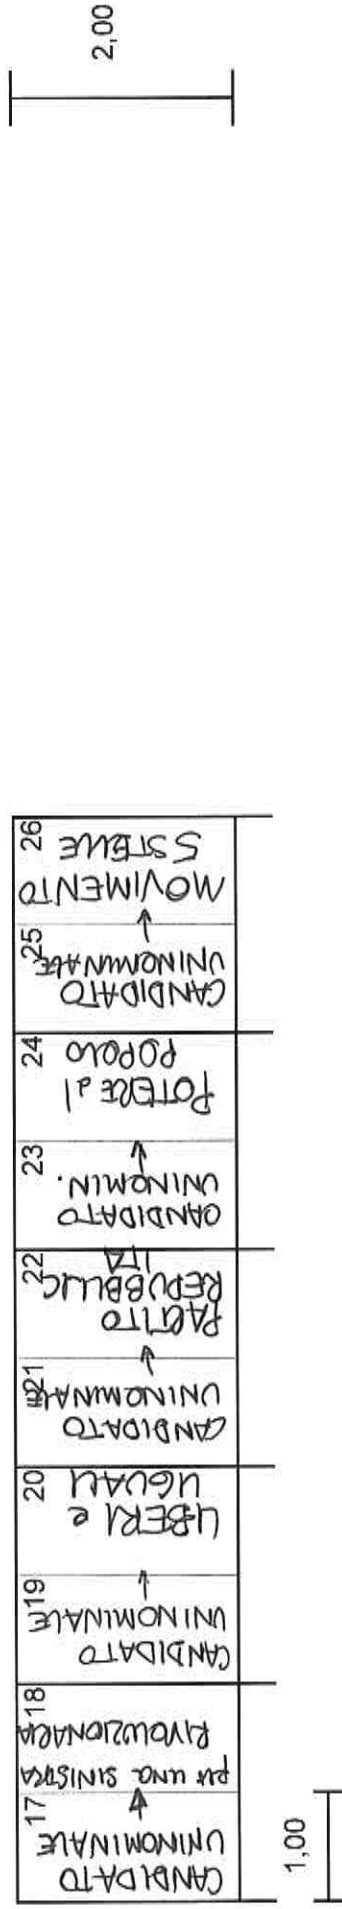 1,00
17
CANDIDATO
UNINOMINALE
18
per una SINISTRA
RIVOLUZIONARIA
19
CANDIDATO
UNINOMINALE
20
LIBERI e
UGUALI
21
CANDIDATO
UNINOMINALE
22
PARTITO
REPUBBLIC
ITA
23
CANDIDATO
UNINOMIN.
24
POTERE al
POPOLO
25
CANDIDATO
UNINOMINALE
26
MOVIMENTO
5 STELLE
2,00